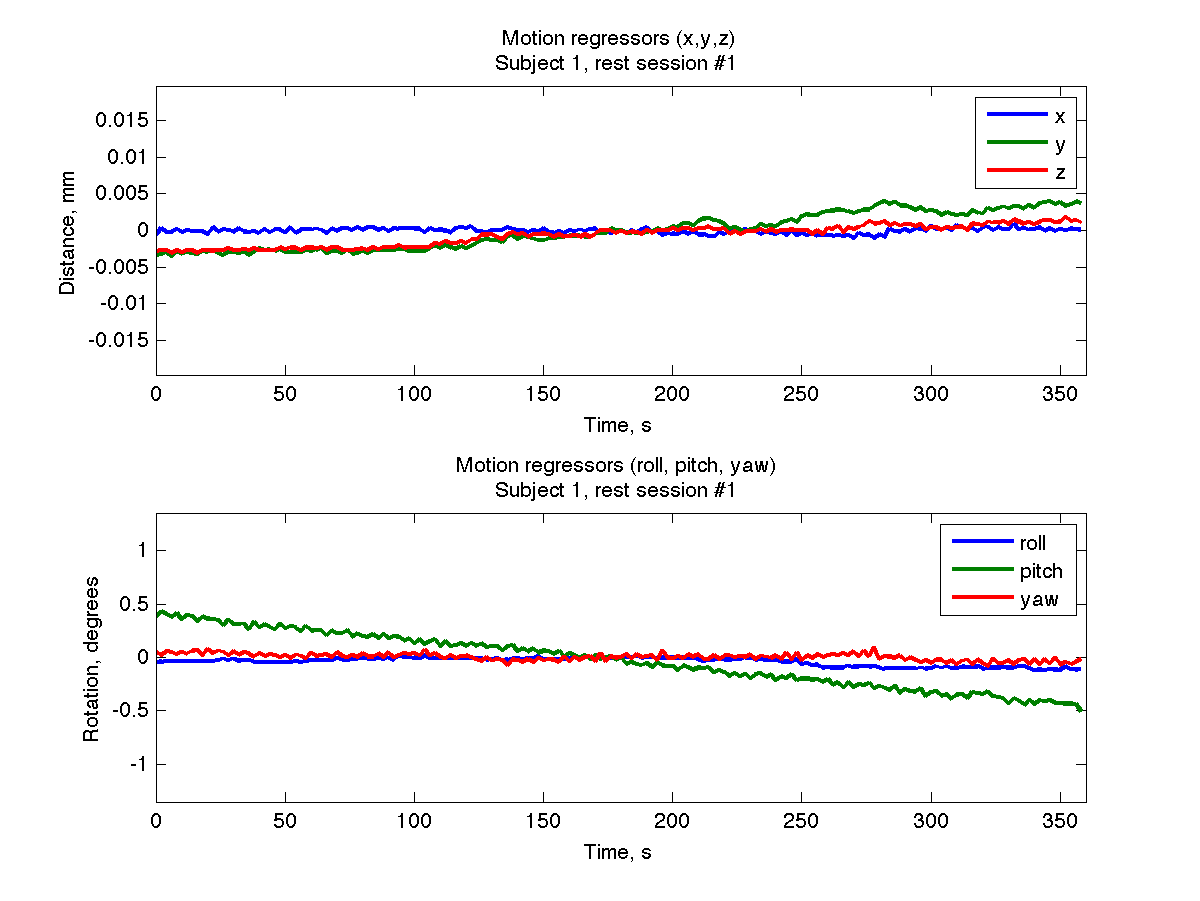 Motion regressors (x,y,z)
Subject 1, rest session #1
0.015
0.01
0.005
0
-0.005
-0.01
-0.015
Distance, mm
x
y
z
0 50 100 150 200 250 300 350
Time, s
Motion regressors (roll, pitch, yaw)
Subject 1, rest session #1
1
0.5
0
-0.5
-1
Rotation, degrees
roll
pitch
yaw
0 50 100 150 200 250 300 350
Time, s